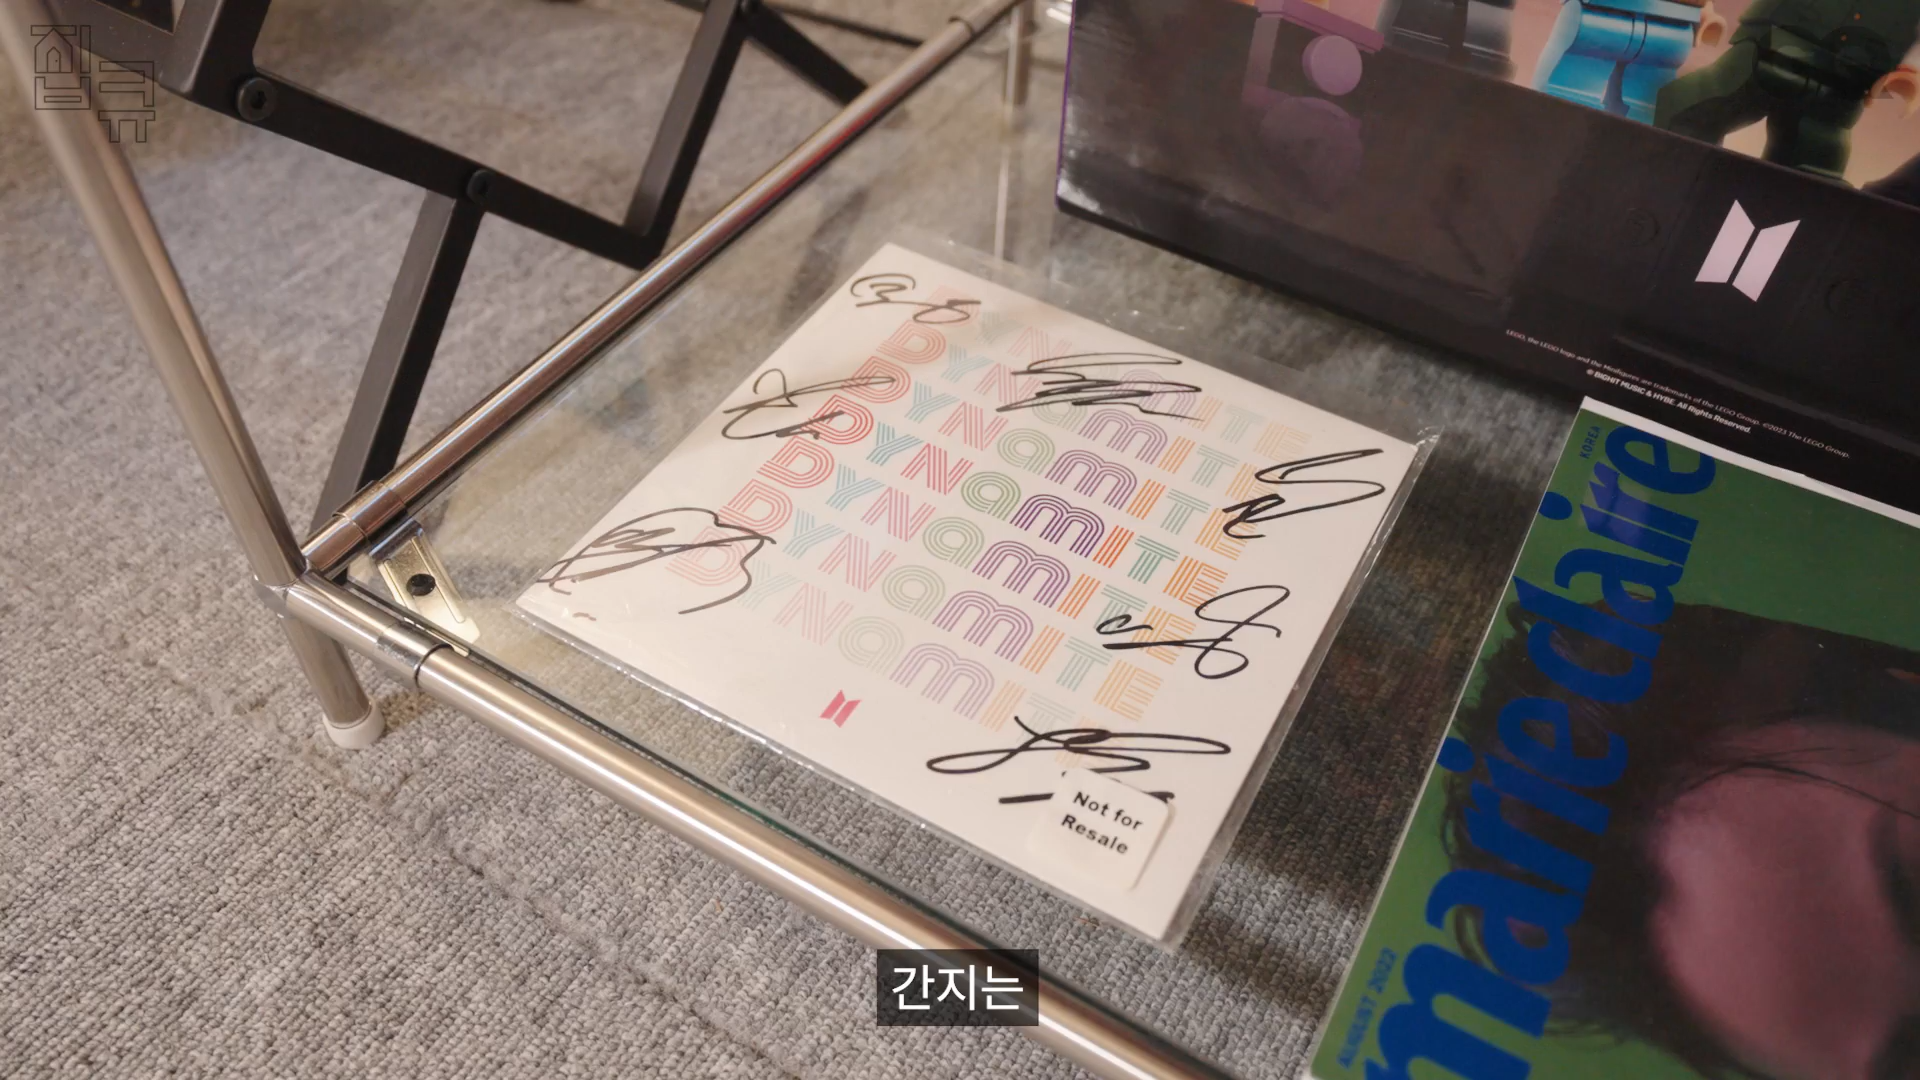 집큐
DYNAMITE
DYNAMITE
DYNAMITE
DYNAMITE
DYNAMITE
DYNAMITE
DYNAMITE
Not for
Resale
LEGO, the LEGO logo and the Minifigures are trademarks of the LEGO Group. ©2023 The LEGO Group.
© BIGHIT MUSIC & HYBE. All Rights Reserved.
KOREA
marie claire
AUGUST 2022
간지는